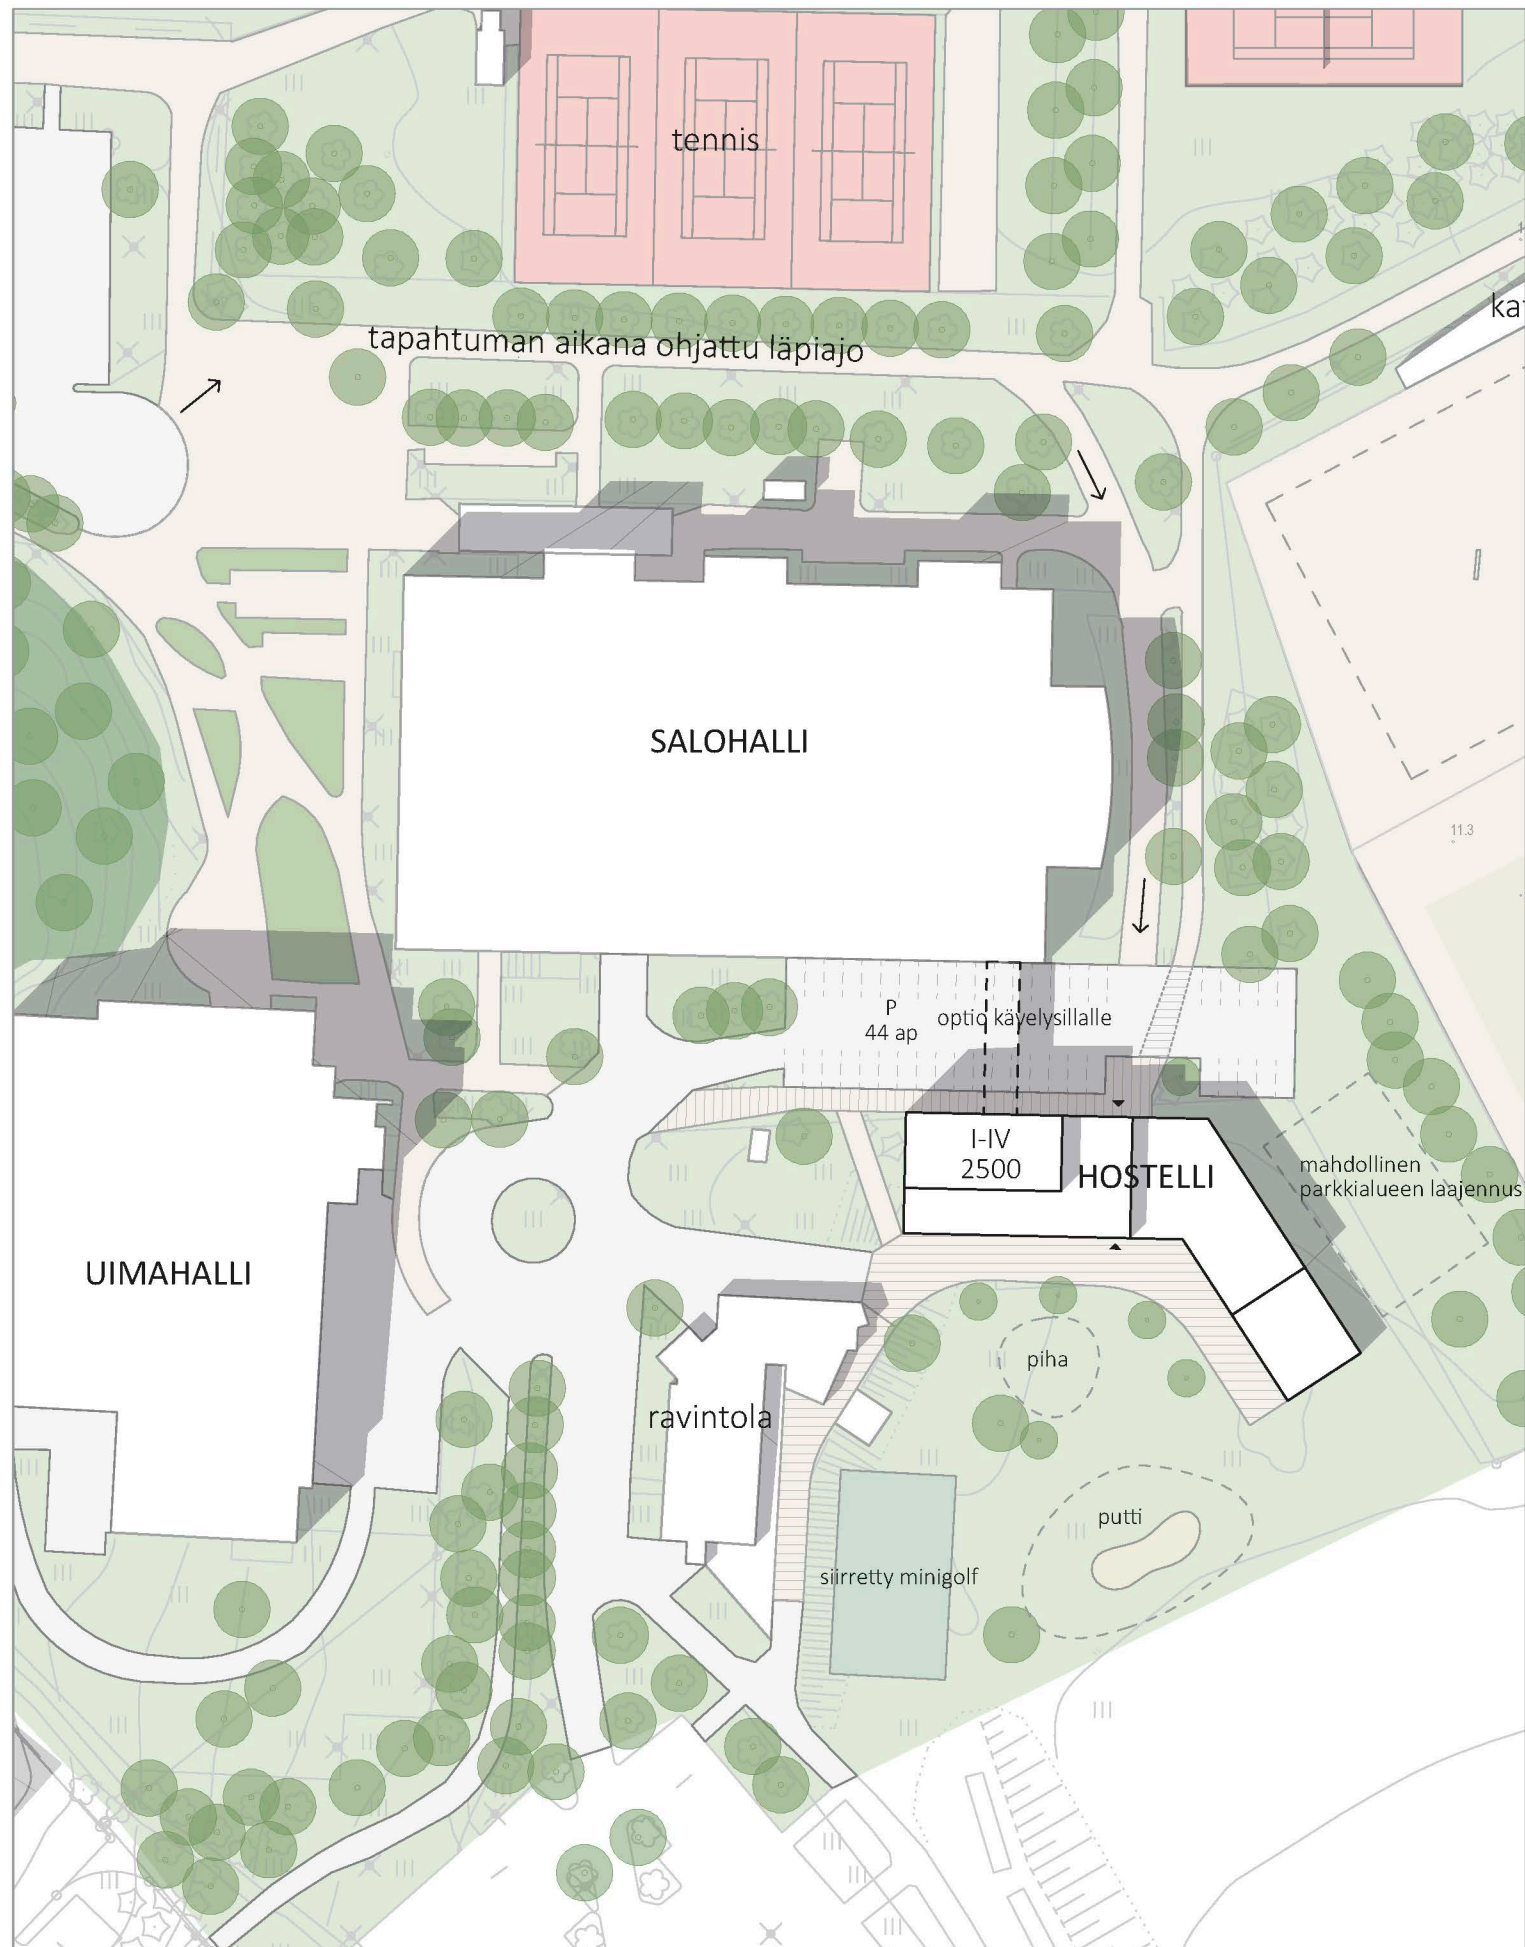 tennis
ka
tapahtuman aikana ohjattu läpiajo
SALOHALLI
11.3
P
44 ap
optio kävelysillalle
I-IV
2500
HOSTELLI
mahdollinen
parkkialueen laajennus
UIMAHALLI
piha
ravintola
putti
siirretty minigolf